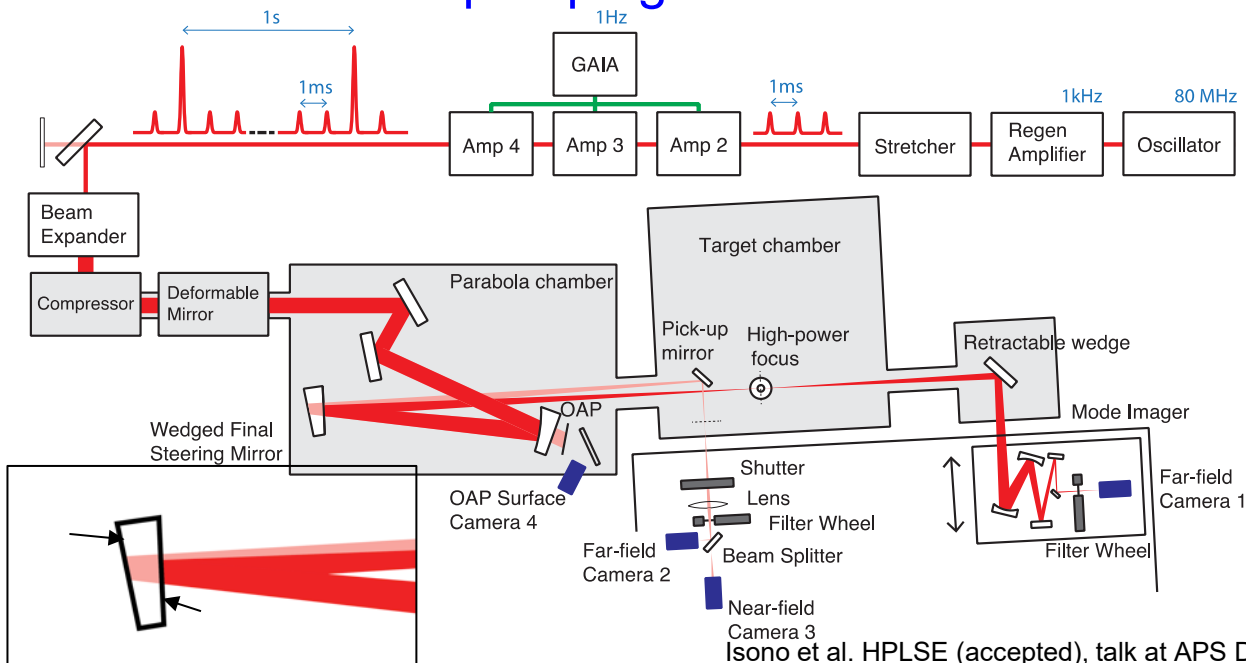 1s
1Hz
GAIA
1ms
1ms
1kHz
80 MHz
Amp 4
Amp 3
Amp 2
Stretcher
Regen
Amplifier
Oscillator
Beam
Expander
Compressor
Deformable
Mirror
Parabola chamber
Target chamber
Pick-up
mirror
High-power
focus
Retractable wedge
Mode Imager
OAP
Wedged Final
Steering Mirror
OAP Surface
Camera 4
Shutter
Lens
Filter Wheel
Far-field
Camera 2
Beam Splitter
Near-field
Camera 3
Far-field
Camera 1
Filter Wheel
Isono et al. HPLSE (accepted), talk at APS D